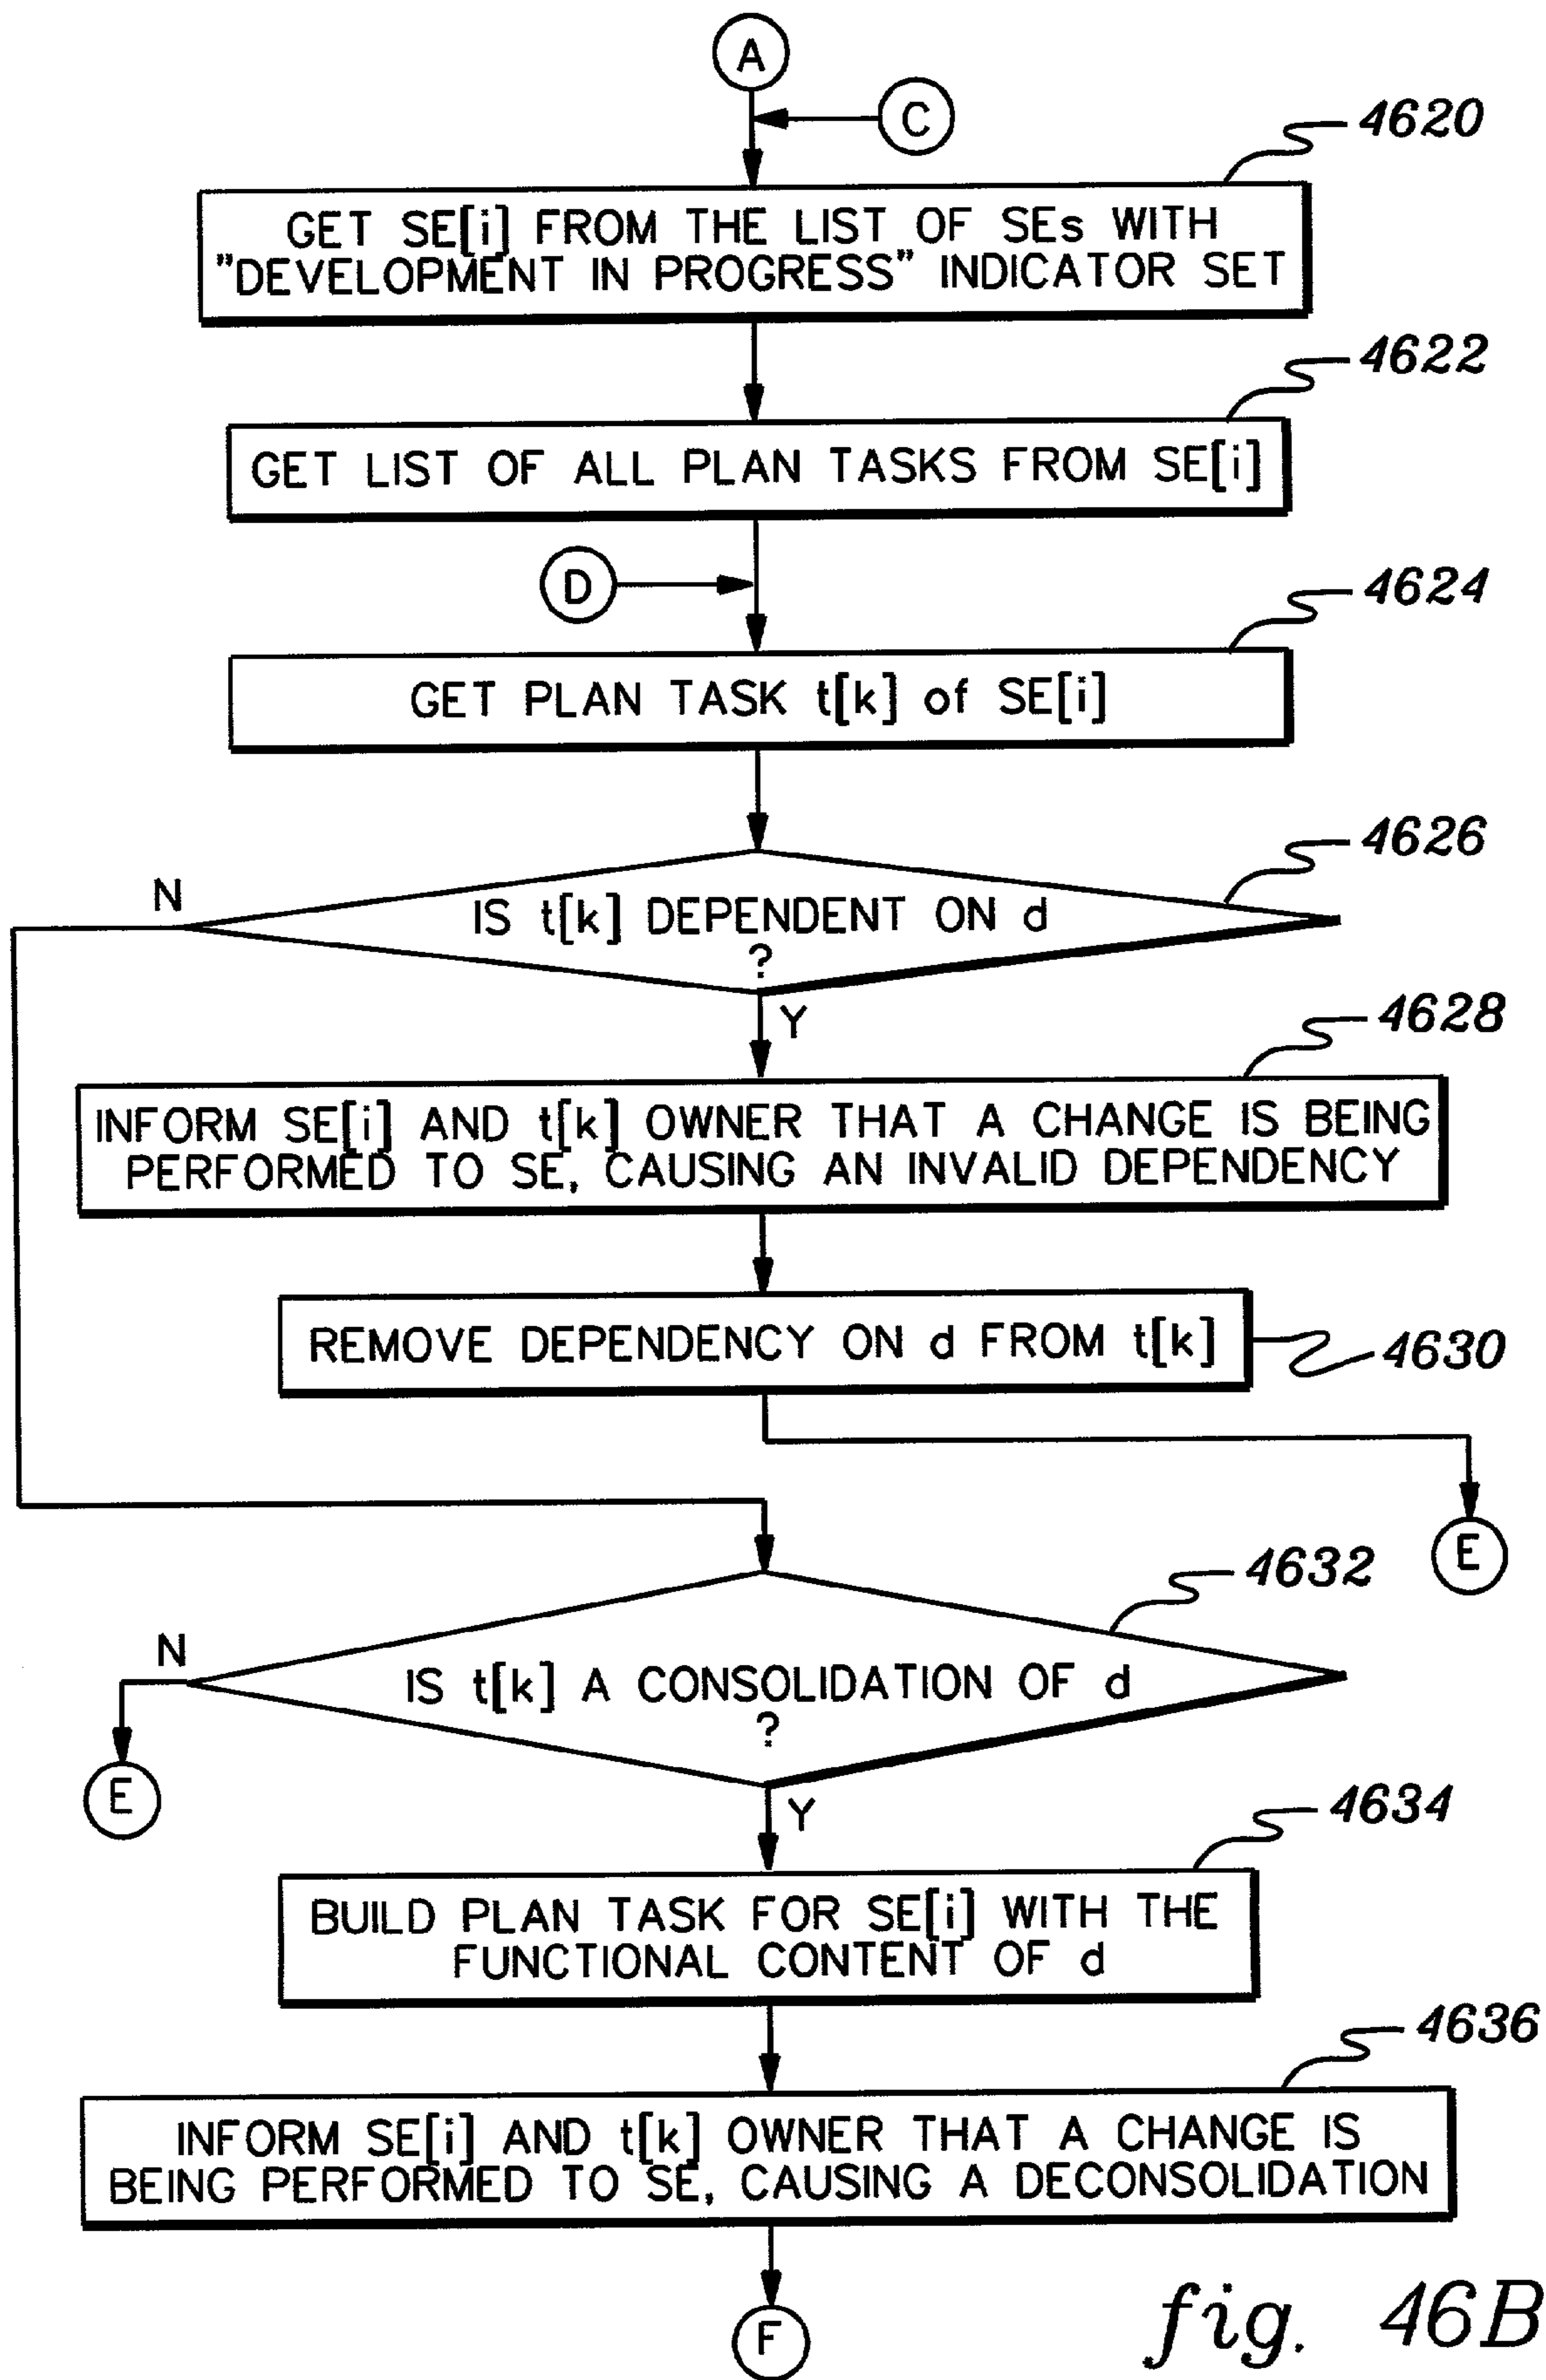 A
C
4620
GET SE[i] FROM THE LIST OF SEs WITH
"DEVELOPMENT IN PROGRESS" INDICATOR SET
4622
GET LIST OF ALL PLAN TASKS FROM SE[i]
D
4624
GET PLAN TASK t[k] of SE[i]
4626
N
IS t[k] DEPENDENT ON d
?
Y
4628
INFORM SE[i] AND t[k] OWNER THAT A CHANGE IS BEING
PERFORMED TO SE, CAUSING AN INVALID DEPENDENCY
REMOVE DEPENDENCY ON d FROM t[k]
4630
E
4632
N
IS t[k] A CONSOLIDATION OF d
?
E
Y
4634
BUILD PLAN TASK FOR SE[i] WITH THE
FUNCTIONAL CONTENT OF d
4636
INFORM SE[i] AND t[k] OWNER THAT A CHANGE IS
BEING PERFORMED TO SE, CAUSING A DECONSOLIDATION
F
fig. 46B